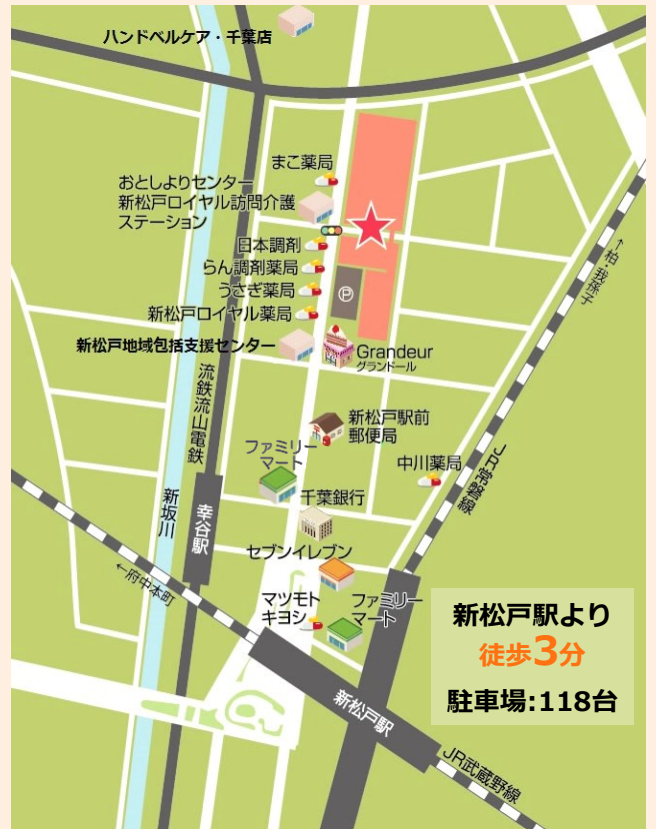 ハンドベルケア・千葉店
まこ薬局
おとしよりセンター
新松戸ロイヤル訪問介護
ステーション
日本調剤
らん調剤薬局
うさぎ薬局
P
新松戸ロイヤル薬局
新松戸地域包括支援センター
Grandeur
グランドール
↑柏・我孫子
流鉄流山電鉄
新松戸駅前
郵便局
ファミリー
マート
中川薬局
JR常磐線
新坂川
幸谷駅
千葉銀行
セブンイレブン
←府中本町
マツモト
キヨシ
ファミリー
マート
新松戸駅より
徒歩3分
駐車場:118台
新松戸駅
JR武蔵野線